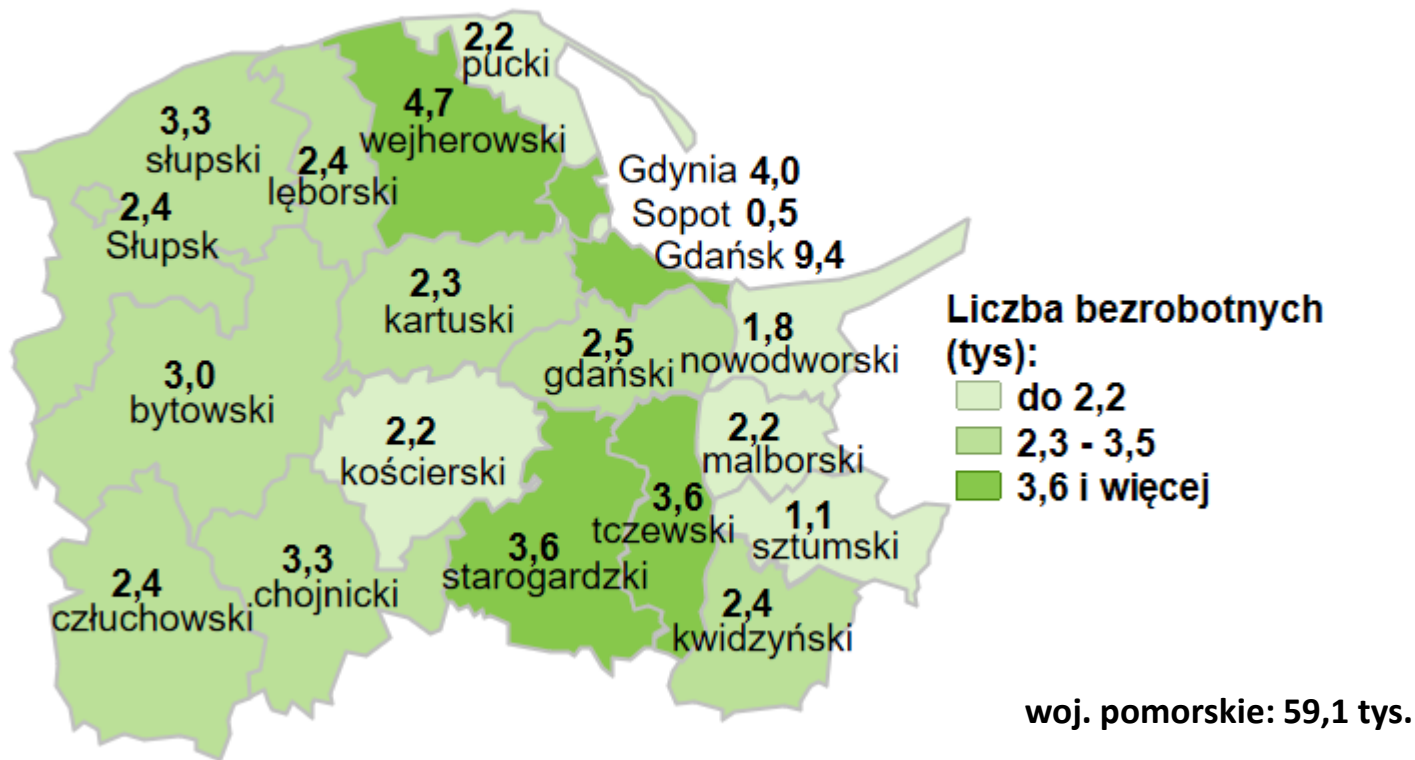 2,2
pucki
4,7
wejherowski
3,3
słupski
2,4
lęborski
2,4
Słupsk
Gdynia 4,0
Sopot 0,5
Gdańsk 9,4
2,3
kartuski
2,5
gdański
1,8
nowodworski
3,0
bytowski
2,2
kościerski
2,2
malborski
3,6
tczewski
1,1
sztumski
3,6
starogardzki
3,3
chojnicki
2,4
człuchowski
2,4
kwidzyński
Liczba bezrobotnych
(tys):
do 2,2
2,3 - 3,5
3,6 i więcej
woj. pomorskie: 59,1 tys.